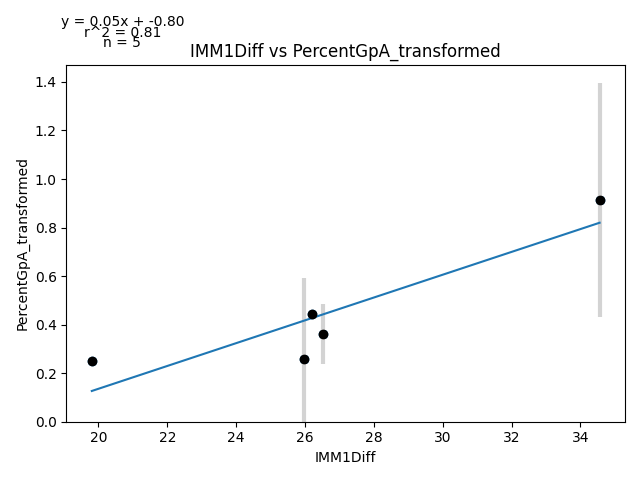 y = 0.05x + -0.80
r^2 = 0.81
n = 5
IMM1Diff vs PercentGpA_transformed
PercentGpA_transformed
1.4
1.2
1.0
0.8
0.6
0.4
0.2
0.0
20 22 24 26 28 30 32 34
IMM1Diff